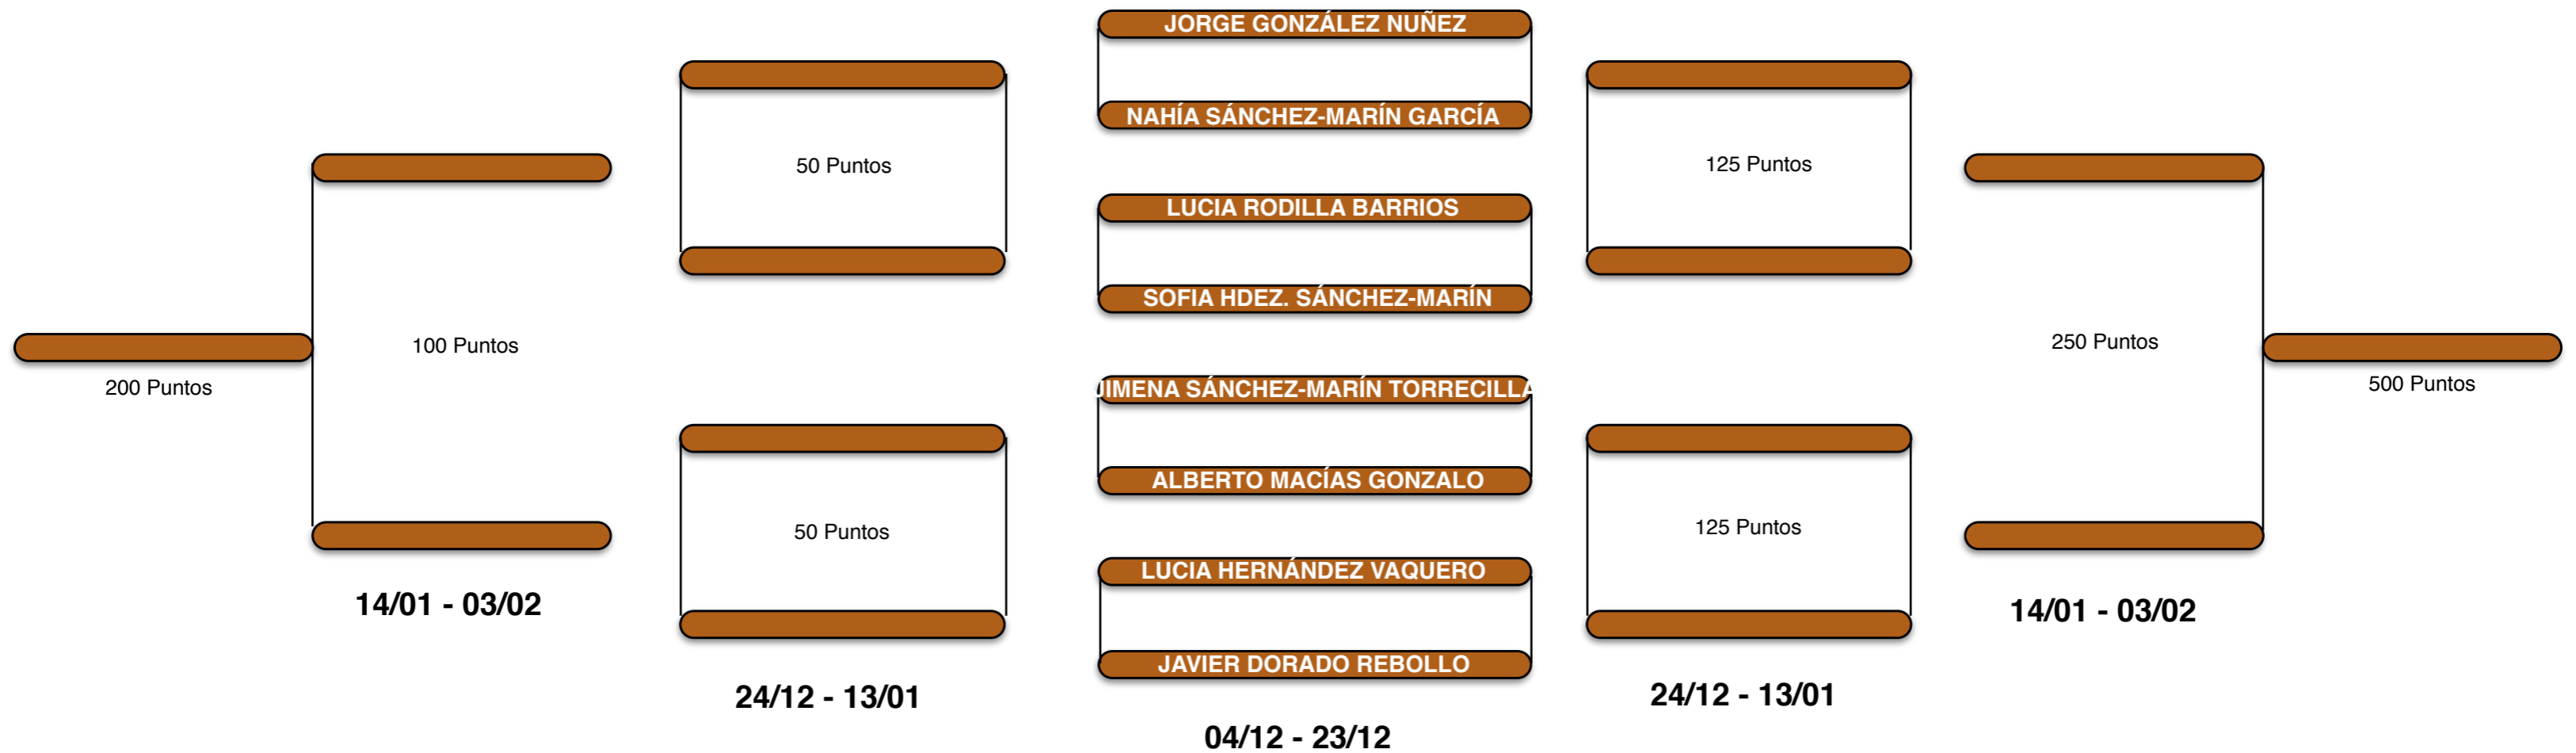 JORGE GONZÁLEZ NUÑEZ
NAHÍA SÁNCHEZ-MARÍN GARCÍA
50 Puntos
125 Puntos
LUCIA RODILLA BARRIOS
SOFIA HDEZ. SÁNCHEZ-MARÍN
100 Puntos
250 Puntos
200 Puntos
JIMENA SÁNCHEZ-MARÍN TORRECILLA
500 Puntos
ALBERTO MACÍAS GONZALO
50 Puntos
125 Puntos
LUCIA HERNÁNDEZ VAQUERO
14/01 - 03/02
14/01 - 03/02
JAVIER DORADO REBOLLO
24/12 - 13/01
24/12 - 13/01
04/12 - 23/12